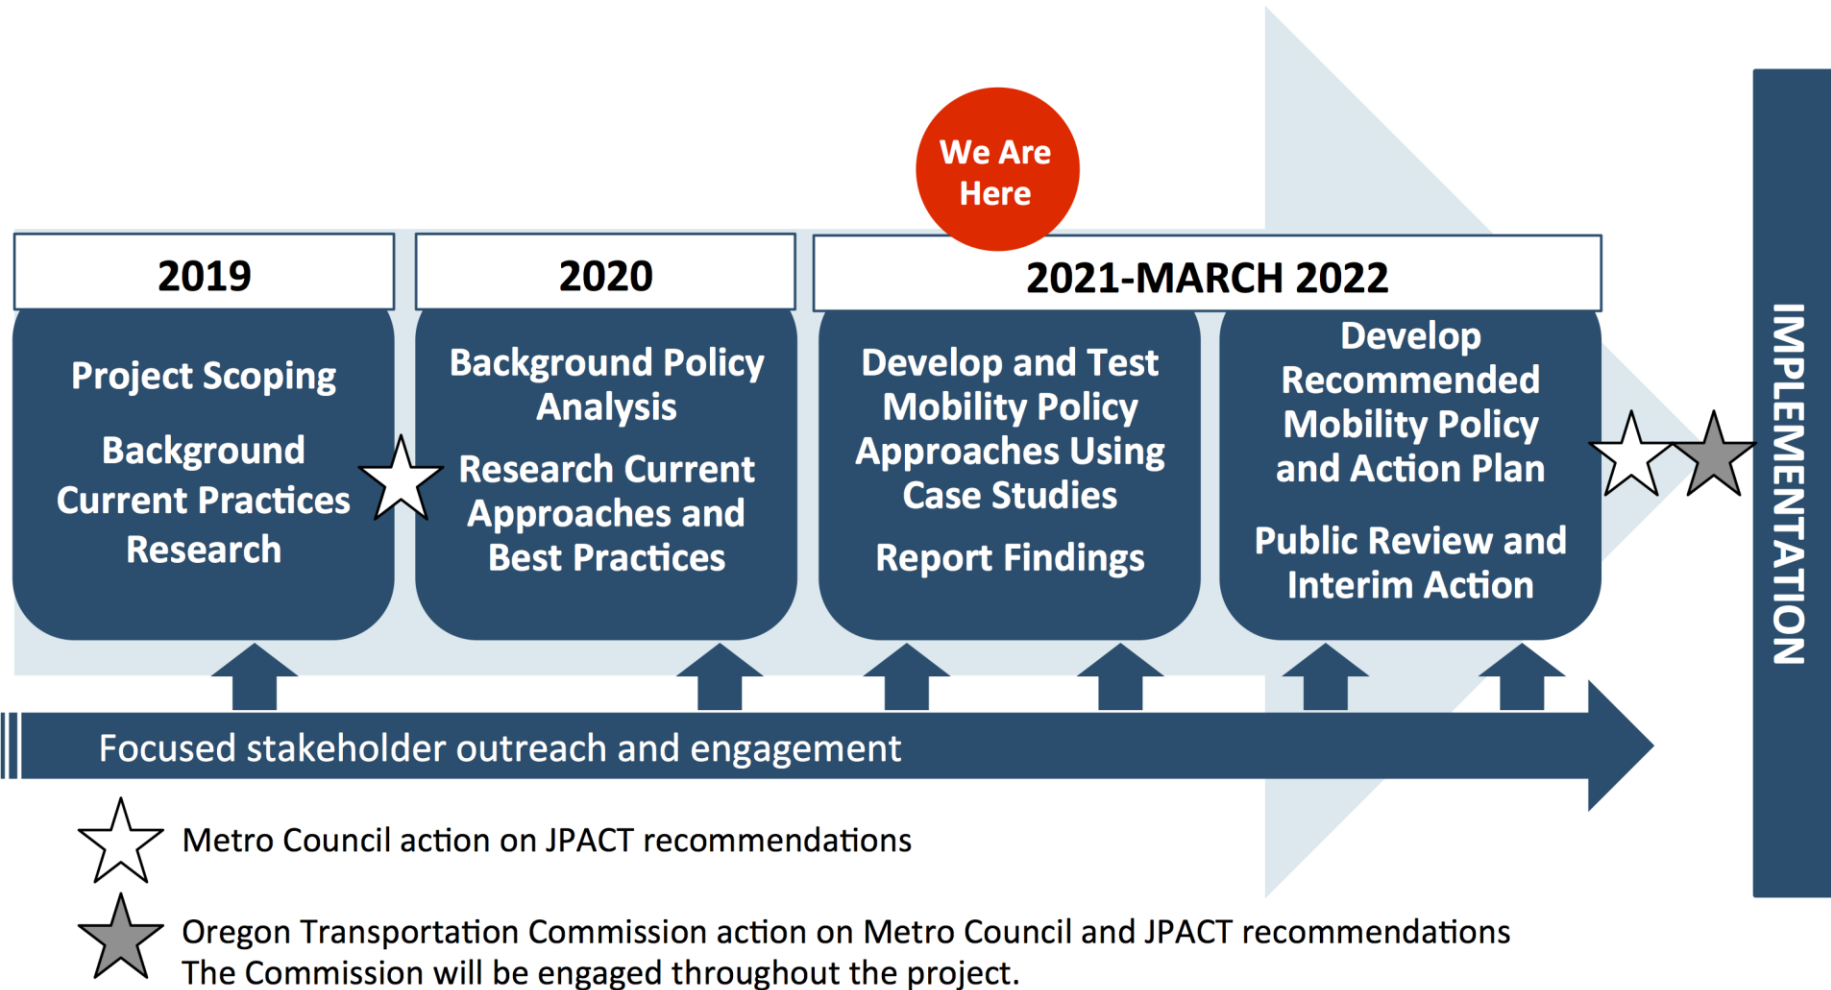 We Are
Here
2019
2020
2021-MARCH 2022
Project Scoping
Background
Current Practices
Research
Background Policy
Analysis
Research Current
Approaches and
Best Practices
Develop and Test
Mobility Policy
Approaches Using
Case Studies
Report Findings
Develop
Recommended
Mobility Policy
and Action Plan
Public Review and
Interim Action
IMPLEMENTATION
Focused stakeholder outreach and engagement
Metro Council action on JPACT recommendations
Oregon Transportation Commission action on Metro Council and JPACT recommendations
The Commission will be engaged throughout the project.